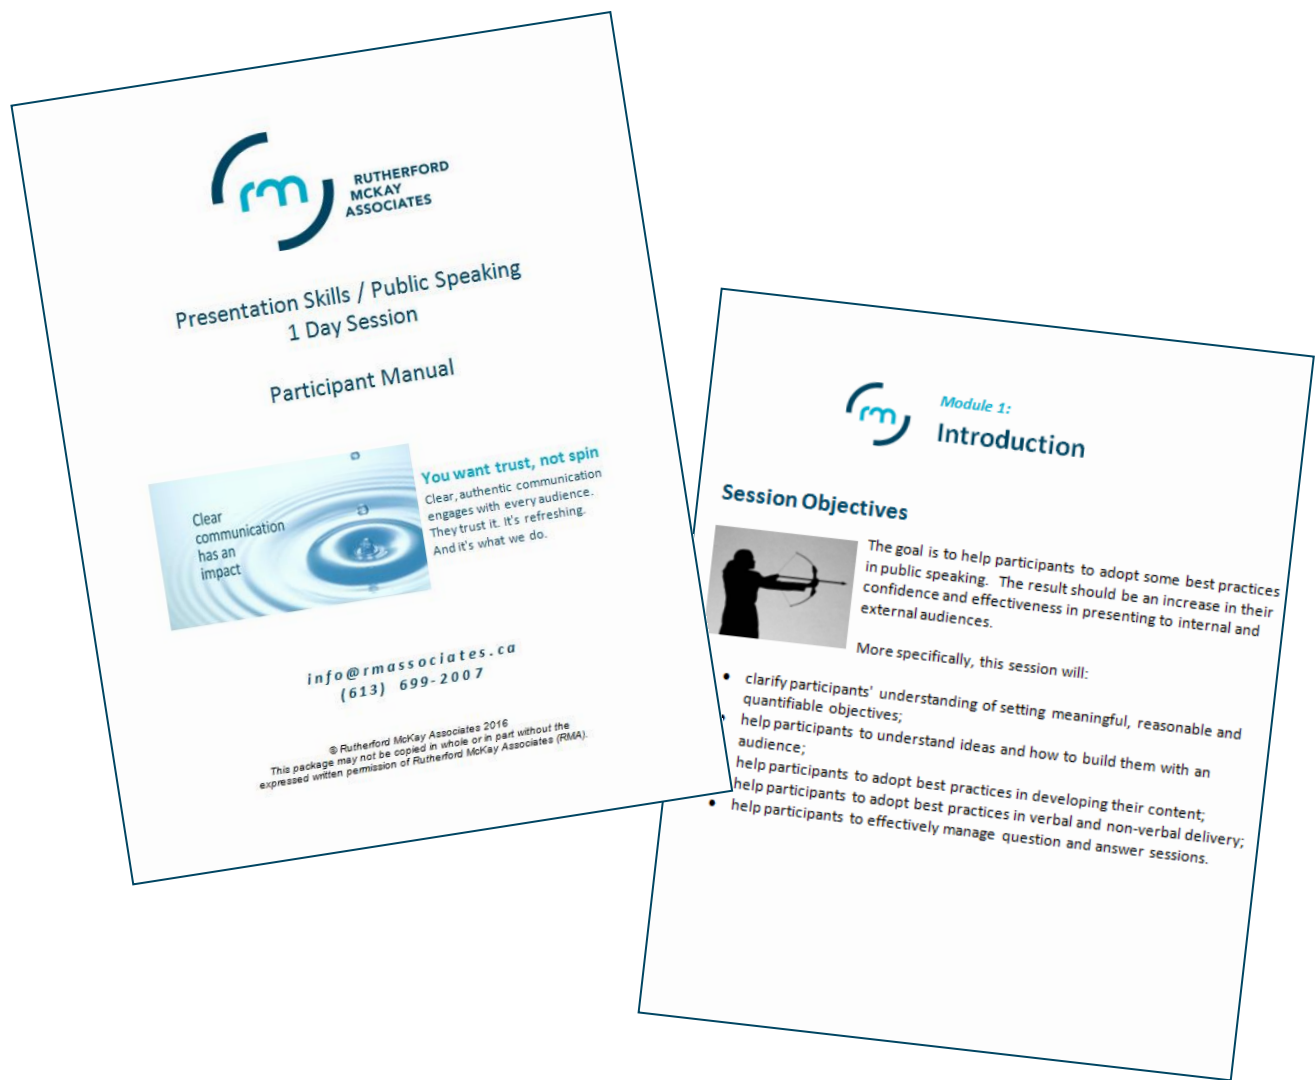 rm
RUTHERFORD
MCKAY
ASSOCIATES
Presentation Skills / Public Speaking
1 Day Session
Participant Manual
Clear
communication
has an
impact
You want trust, not spin
Clear, authentic communication
engages with every audience.
They trust it. It's refreshing.
And it's what we do.
info@rmassociates.ca
(613) 699-2007
© Rutherford McKay Associates 2016
This package may not be copied in whole or in part without the
expressed written permission of Rutherford McKay Associates (RMA).
rm
Module 1:
Introduction
Session Objectives
The goal is to help participants to adopt some best practices
in public speaking. The result should be an increase in their
confidence and effectiveness in presenting to internal and
external audiences.
More specifically, this session will:
• clarify participants' understanding of setting meaningful, reasonable and
quantifiable objectives;
help participants to understand ideas and how to build them with an
audience;
help participants to adopt best practices in developing their content;
help participants to adopt best practices in verbal and non-verbal delivery;
• help participants to effectively manage question and answer sessions.